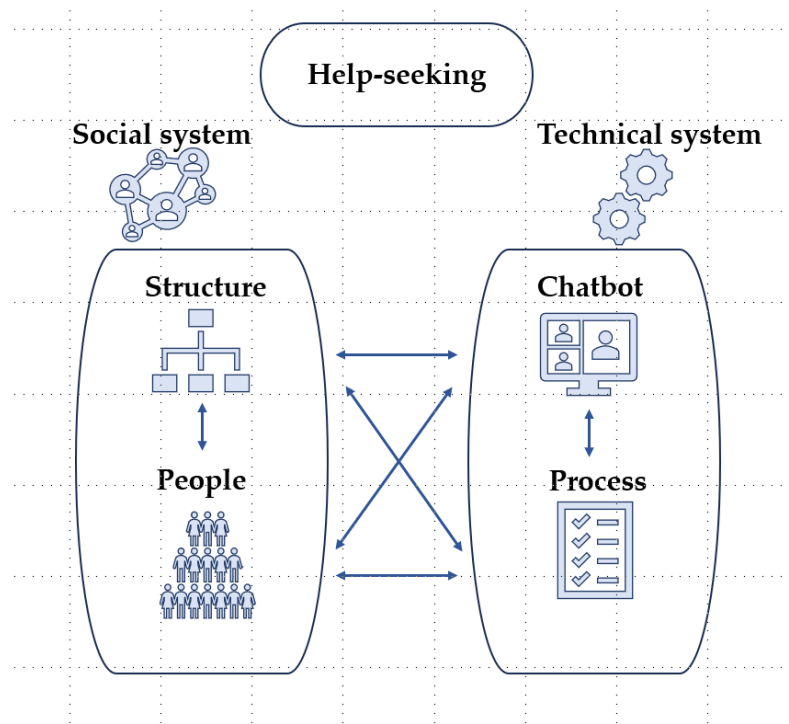 Help-seeking
Social system
Technical system
Structure
Chatbot
People
Process